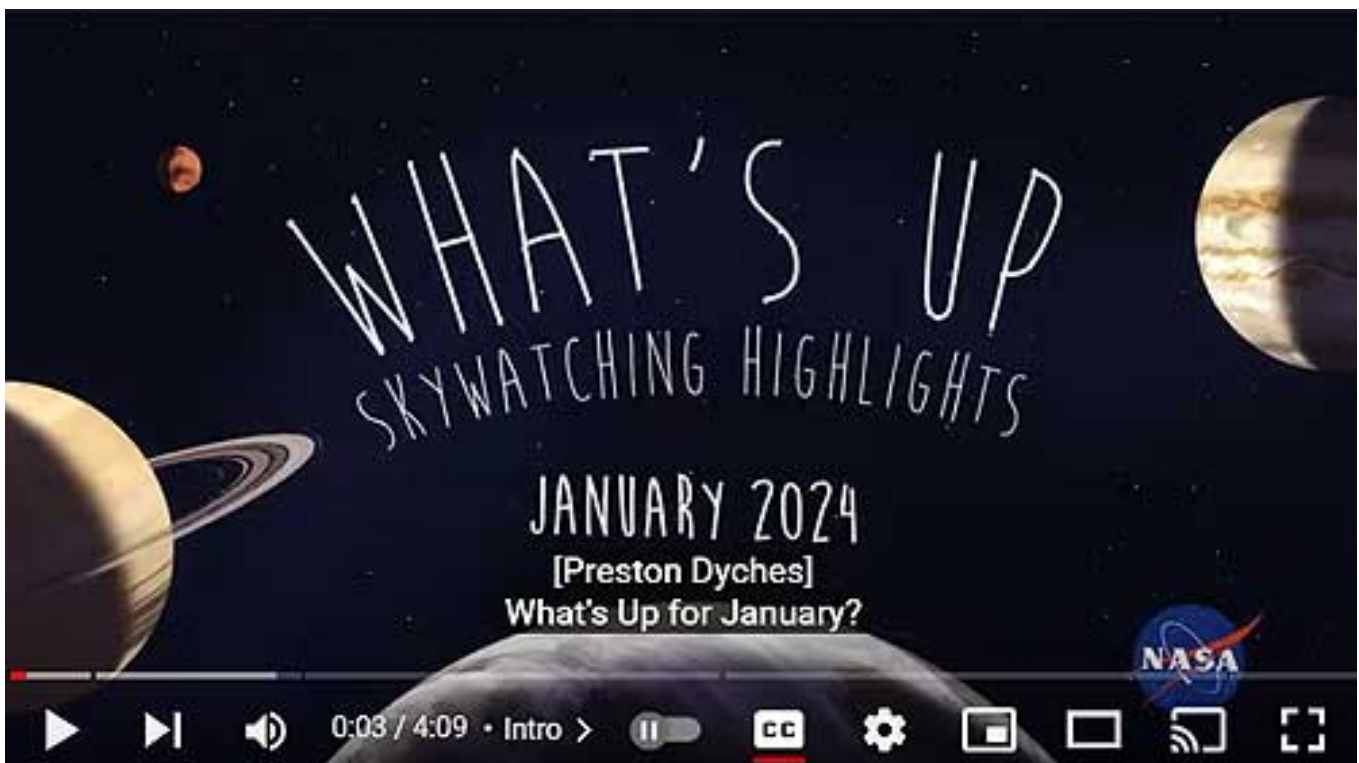 WHAT'S UP
SKYWATCHING HIGHLIGHTS
JANUARY 2024
[Preston Dyches]
What's Up for January?
NASA
0:03 / 4:09 • Intro >
CC